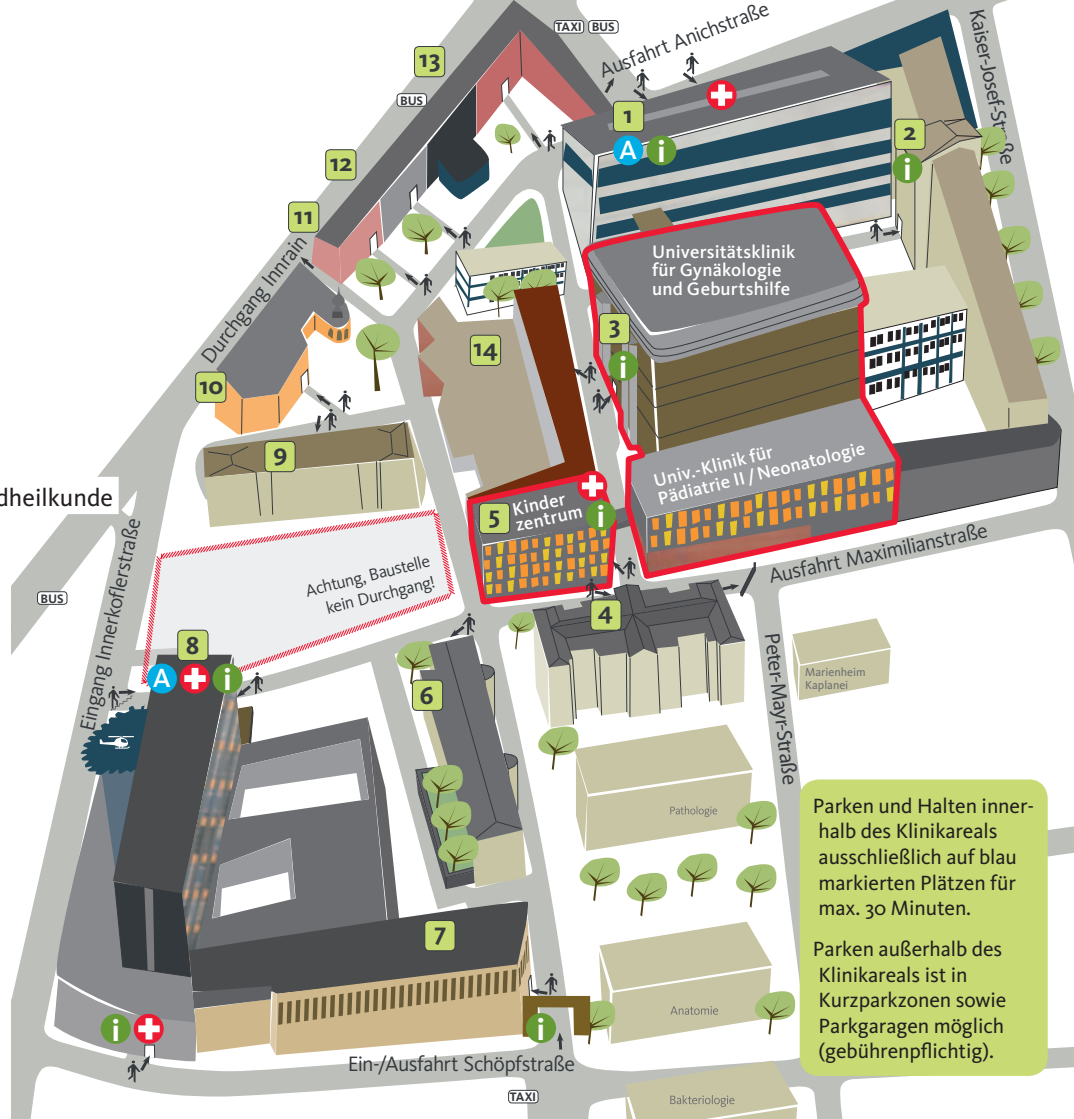 TAXI
BUS
Ausfahrt Anichstraße
Kaiser-Josef-Straße
13
BUS
1
A
i
2
i
12
11
Durchgang Innrain
Universitätsklinik
für Gynäkologie
und Geburtshilfe
3
i
14
10
9
dheilkunde
5
Kinder
zentrum
i
Univ.-Klinik für
Pädiatrie II / Neonatologie
Achtung, Baustelle
kein Durchgang!
Ausfahrt Maximilianstraße
BUS
Eingang Innerkoflerstraße
4
8
A
i
6
Peter-Mayr-Straße
Marienheim
Kaplanei
Pathologie
Parken und Halten inner-
halb des Klinikareals
ausschließlich auf blau
markierten Plätzen für
max. 30 Minuten.
Parken außerhalb des
Klinikareals ist in
Kurzparkzonen sowie
Parkgaragen möglich
(gebührenpflichtig).
7
Anatomie
i
i
Ein-/Ausfahrt Schöpfstraße
TAXI
Bakteriologie